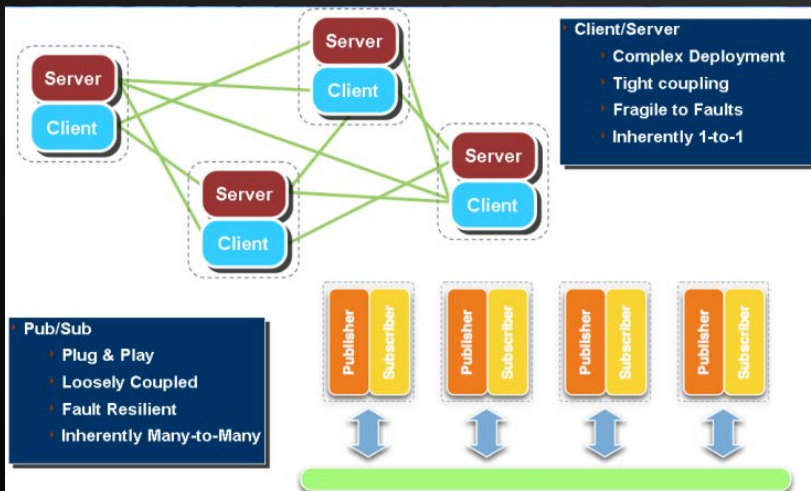 Server
Client
Server
Client
Server
Client
Server
Client
Client/Server
Complex Deployment
Tight coupling
Fragile to Faults
Inherently 1-to-1
Pub/Sub
Plug & Play
Loosely Coupled
Fault Resilient
Inherently Many-to-Many
Publisher
Subscriber
Publisher
Subscriber
Publisher
Subscriber
Publisher
Subscriber